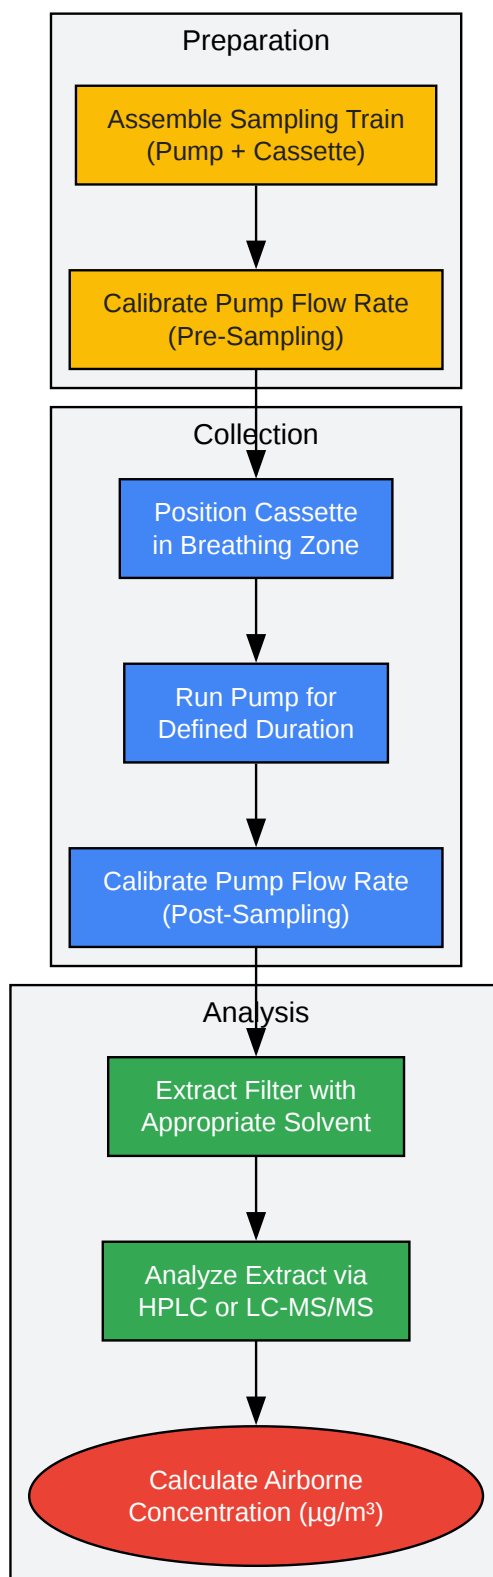 Preparation
Assemble Sampling Train
(Pump + Cassette)
Calibrate Pump Flow Rate
(Pre-Sampling)
Collection
Position Cassette
in Breathing Zone
Run Pump for
Defined Duration
Calibrate Pump Flow Rate
(Post-Sampling)
Analysis
Extract Filter with
Appropriate Solvent
Analyze Extract via
HPLC or LC-MS/MS
Calculate Airborne
Concentration (µg/m³)